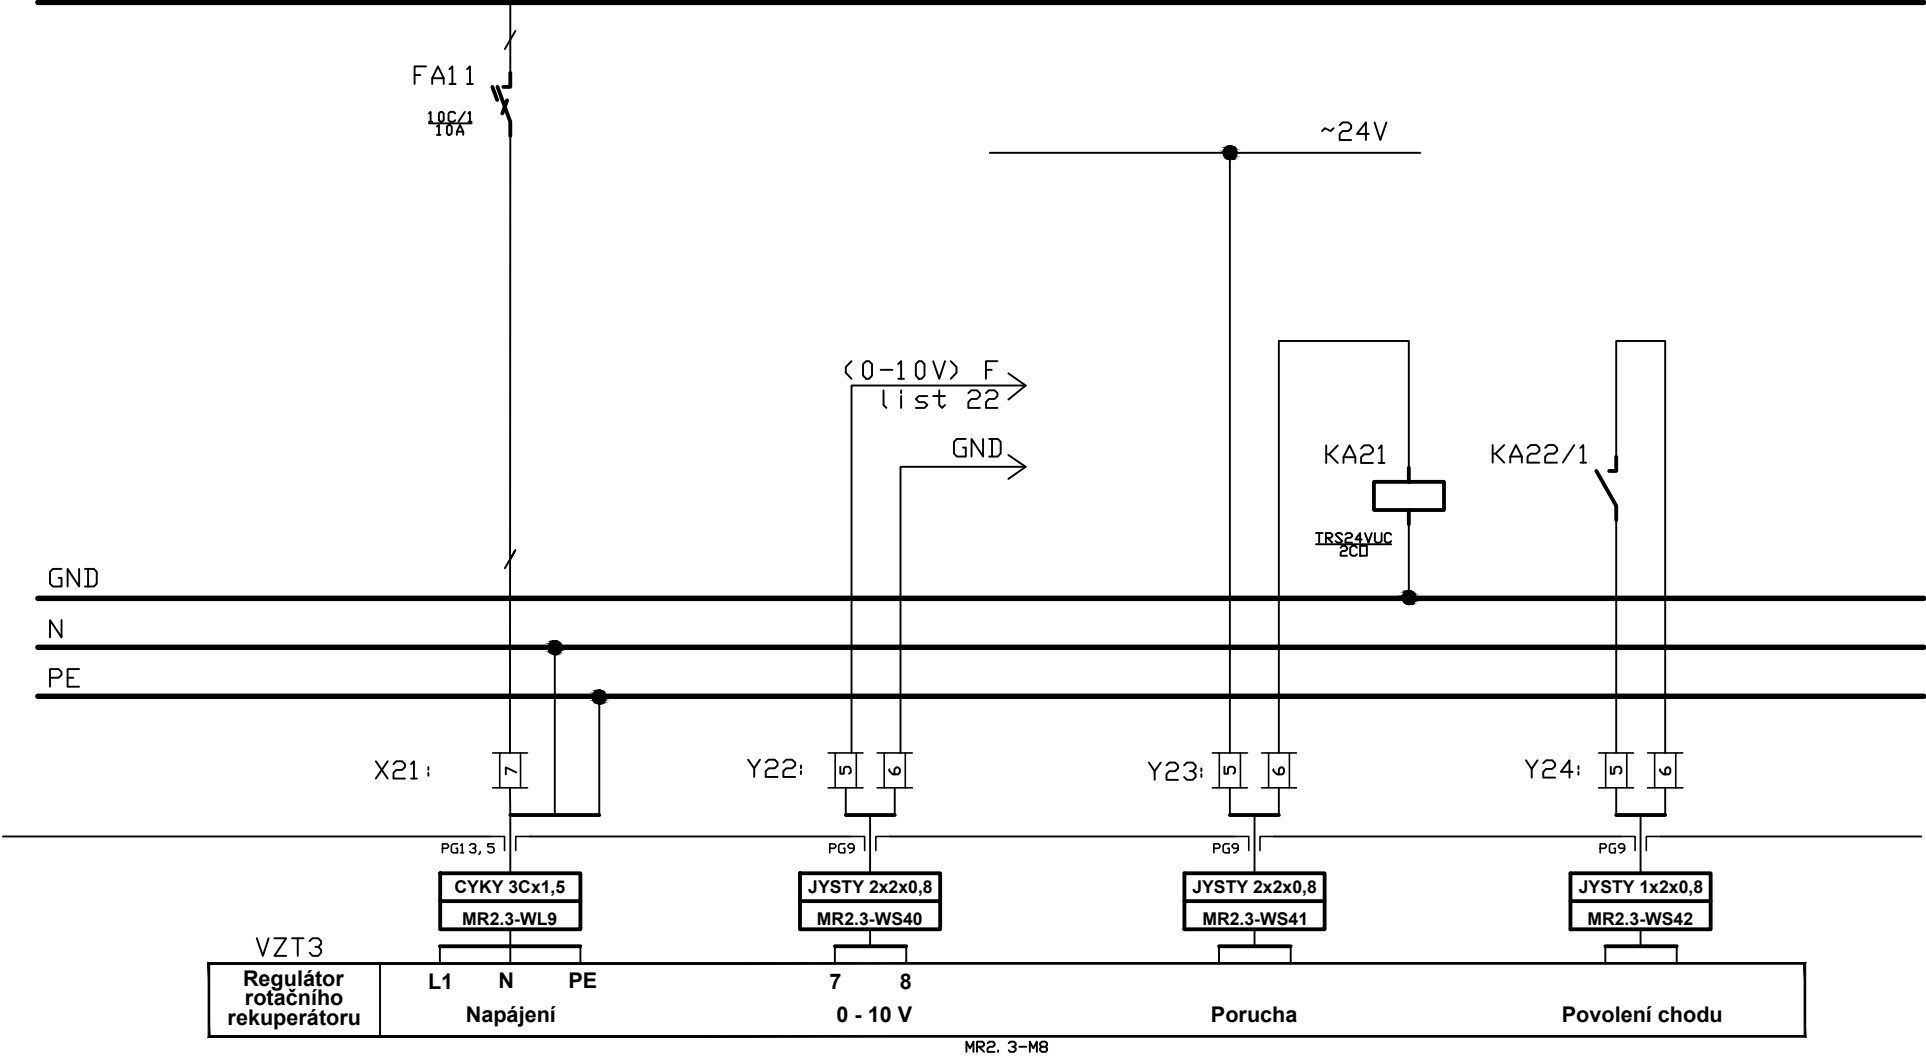 FA11
10C/1
10A
~24V
(0-10V) F
list 22
GND
KA21
KA22/1
TRS24VUC
2CO
GND
N
PE
X21:
7
Y22:
5
6
Y23:
5
6
Y24:
5
6
PG13,5
PG9
PG9
PG9
CYKY 3Cx1,5
JYSTY 2x2x0,8
JYSTY 2x2x0,8
JYSTY 1x2x0,8
MR2.3-WL9
MR2.3-WS40
MR2.3-WS41
MR2.3-WS42
VZT3
Regulátor
rotačního
rekuperátoru
L1 N PE
7 8
Napájení
0 - 10 V
Porucha
Povolení chodu
MR2.3-M8